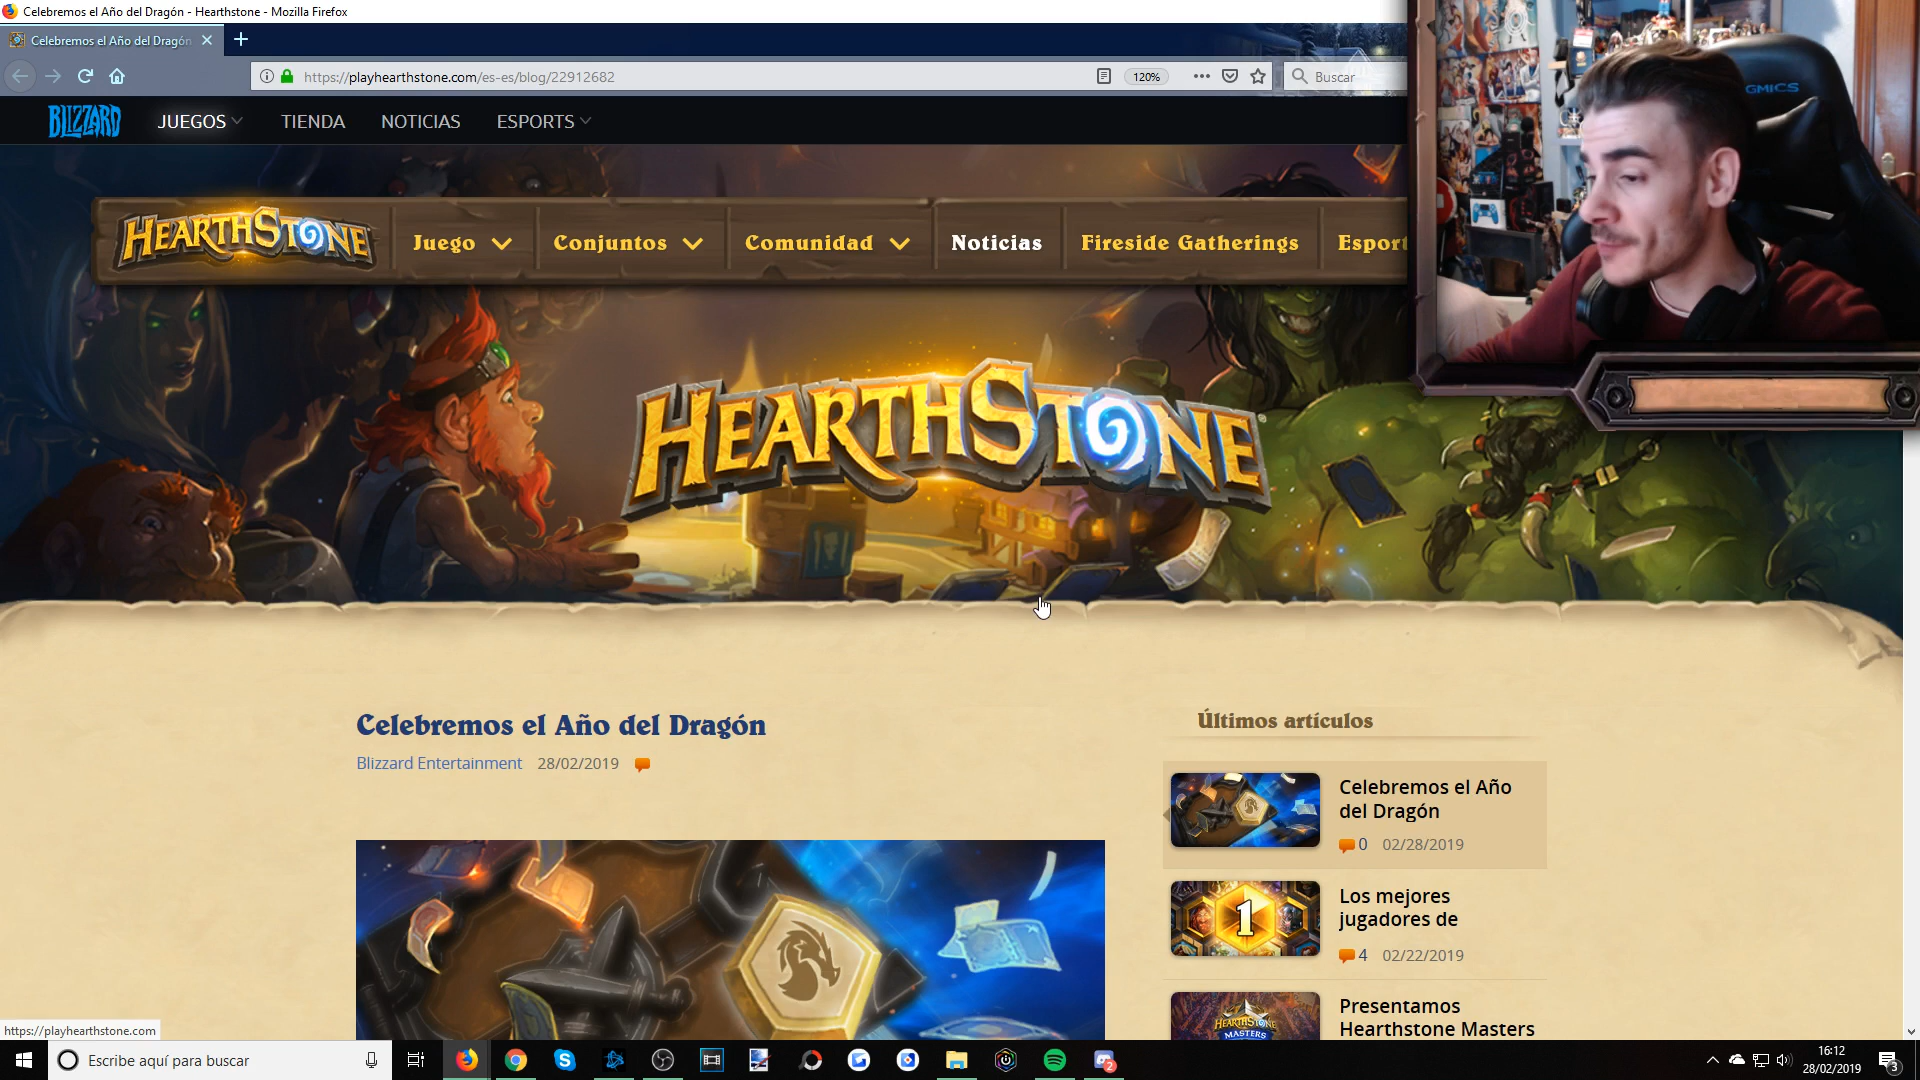 Celebremos el Año del Dragón - Hearthstone - Mozilla Firefox
Celebremos el Año del Dragón
https://playhearthstone.com/es-es/blog/22912682
120%
Buscar
BLIZZARD
JUEGOS
TIENDA
NOTICIAS
ESPORTS
GMICS
HEARTHSTONE
Juego
Conjuntos
Comunidad
Noticias
Fireside Gatherings
Esport
HEARTHSTONE
Celebremos el Año del Dragón
Blizzard Entertainment 28/02/2019
Últimos artículos
Celebremos el Año
del Dragón
0 02/28/2019
1
Los mejores
jugadores de
4 02/22/2019
HEARTHSTONE
MASTERS
Presentamos
Hearthstone Masters
https://playhearthstone.com
Escribe aquí para buscar
2
16:12
28/02/2019
3